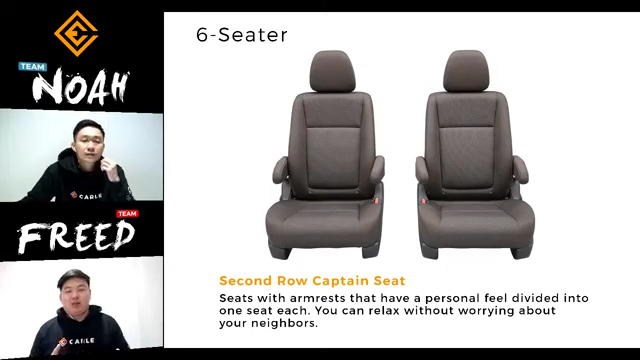 6-Seater
TEAM
NOAH
CARLE
TEAM
FREED
CARLE
Second Row Captain Seat
Seats with armrests that have a personal feel divided into
one seat each. You can relax without worrying about
your neighbors.